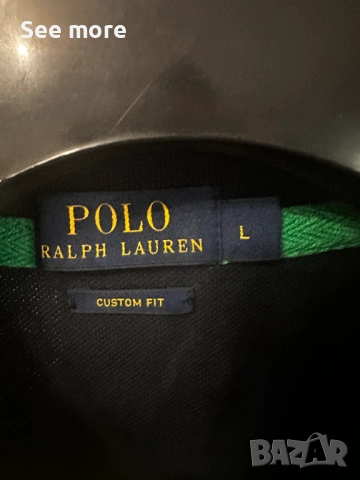 See more
POLO
RALPH LAUREN
L
CUSTOM FIT
BAZAR